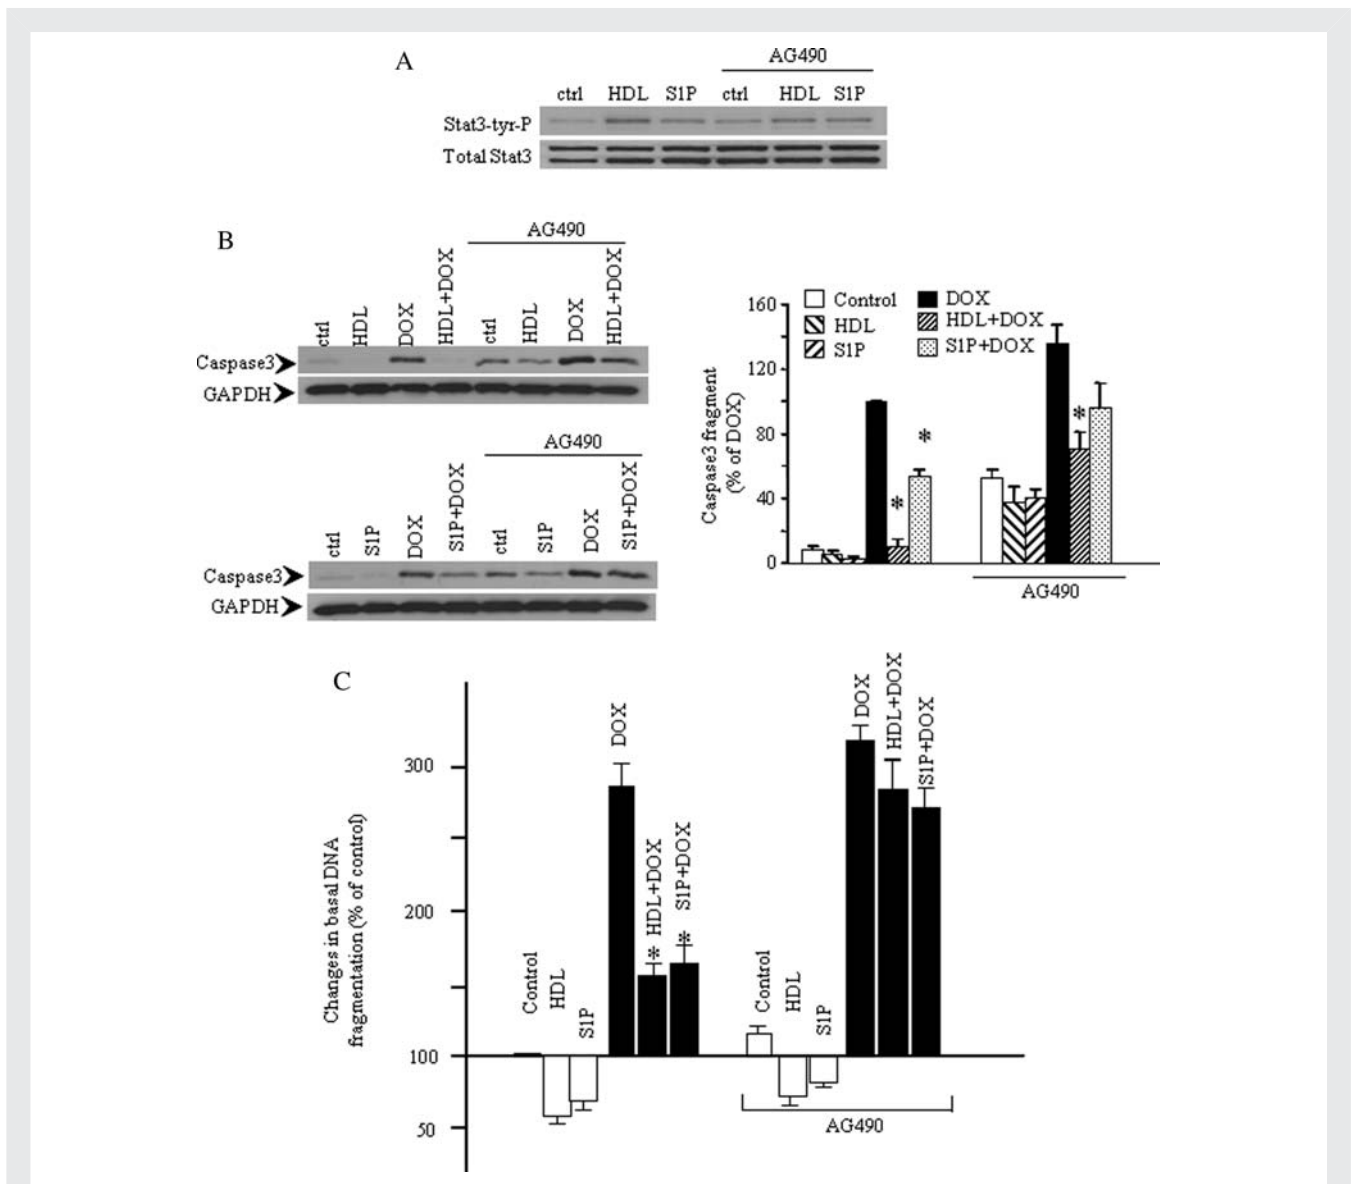 A
AG490
ctrl HDL S1P ctrl HDL S1P
Stat3-tyr-P
Total Stat3
B
AG490
ctrl HDL DOX HDL+DOX ctrl HDL DOX HDL+DOX
Caspase3
GAPDH
AG490
ctrl S1P DOX S1P+DOX ctrl S1P DOX S1P+DOX
Caspase3
GAPDH
Caspase3 fragment
(% of DOX)
160
120
80
40
0
Control
HDL
S1P
DOX
HDL+DOX
S1P+DOX
*
*
*
AG490
C
Changes in basal DNA
fragmentation (% of control)
300
200
100
50
Control HDL S1P DOX HDL+DOX S1P+DOX
* *
Control HDL S1P DOX HDL+DOX S1P+DOX
AG490